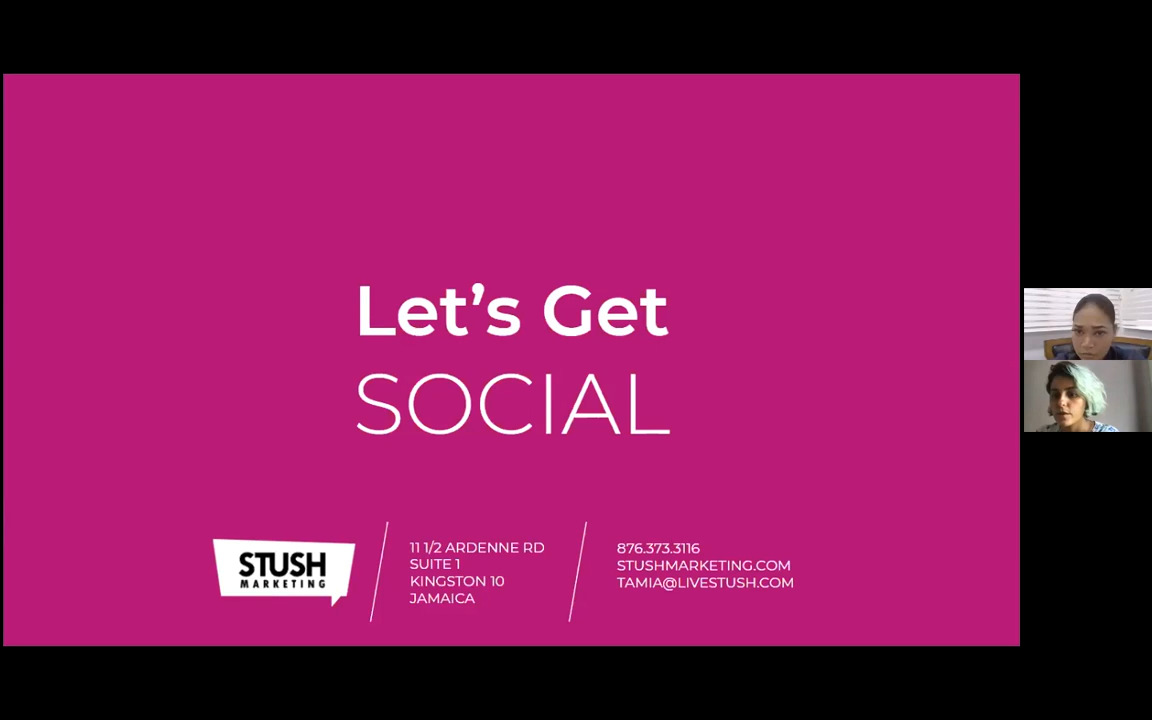 Let's Get
SOCIAL
STUSH
MARKETING
11 1/2 ARDENNE RD
SUITE 1
KINGSTON 10
JAMAICA
876.373.3116
STUSHMARKETING.COM
TAMIA@LIVESTUSH.COM